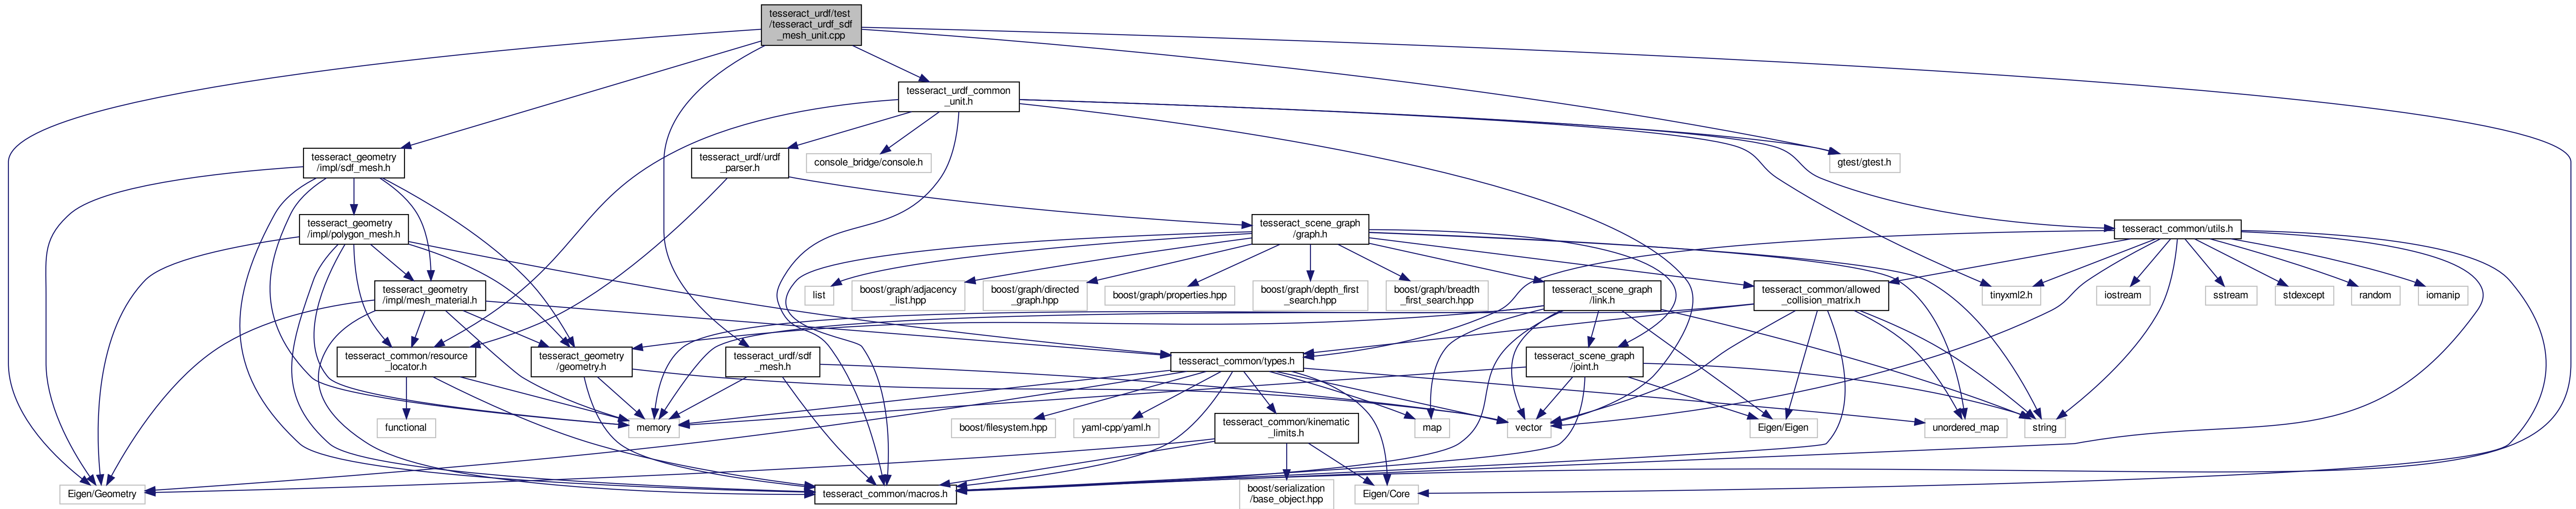 tesseract_urdf/test
/tesseract_urdf_sdf
_mesh_unit.cpp
tesseract_urdf_common
_unit.h
tesseract_geometry
/impl/sdf_mesh.h
tesseract_urdf/urdf
_parser.h
console_bridge/console.h
gtest/gtest.h
tesseract_geometry
/impl/polygon_mesh.h
tesseract_scene_graph
/graph.h
tesseract_common/utils.h
tesseract_geometry
/impl/mesh_material.h
list
boost/graph/adjacency
_list.hpp
boost/graph/directed
_graph.hpp
boost/graph/properties.hpp
boost/graph/depth_first
_search.hpp
boost/graph/breadth
_first_search.hpp
tesseract_scene_graph
/link.h
tesseract_common/allowed
_collision_matrix.h
tinyxml2.h
iostream
sstream
stdexcept
random
iomanip
tesseract_common/resource
_locator.h
tesseract_geometry
/geometry.h
tesseract_urdf/sdf
_mesh.h
tesseract_common/types.h
tesseract_scene_graph
/joint.h
functional
memory
boost/filesystem.hpp
yaml-cpp/yaml.h
tesseract_common/kinematic
_limits.h
map
vector
Eigen/Eigen
unordered_map
string
Eigen/Geometry
tesseract_common/macros.h
boost/serialization
/base_object.hpp
Eigen/Core